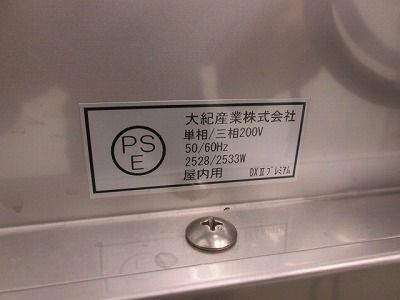 PS
E
大紀産業株式会社
単相/三相200V
50/60Hz
2528/2533W
屋内用 DXⅡプレミアム